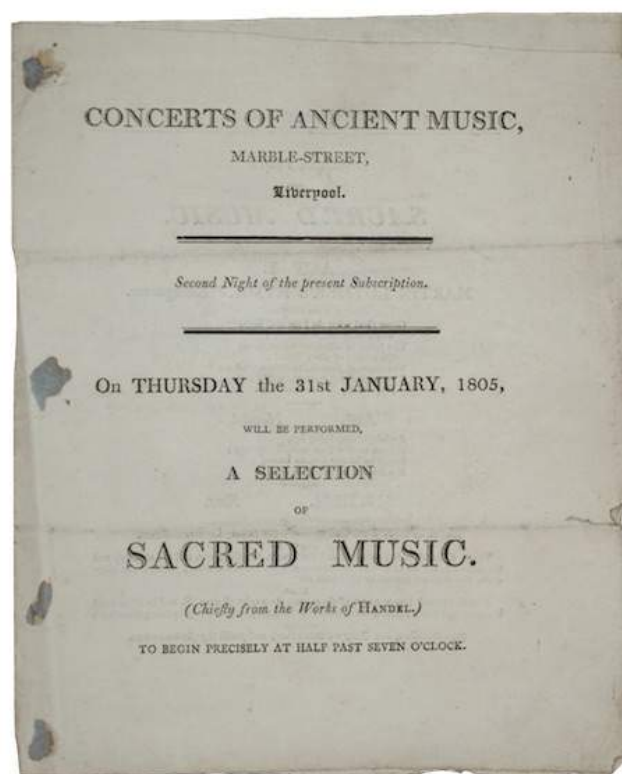 CONCERTS OF ANCIENT MUSIC,
MARBLE-STREET,
Liverpool.
Second Night of the present Subscription.
On THURSDAY the 31st JANUARY, 1805,
WILL BE PERFORMED,
A SELECTION
OF
SACRED MUSIC.
(Chiefly from the Works of HANDEL.)
TO BEGIN PRECISELY AT HALF PAST SEVEN O'CLOCK.